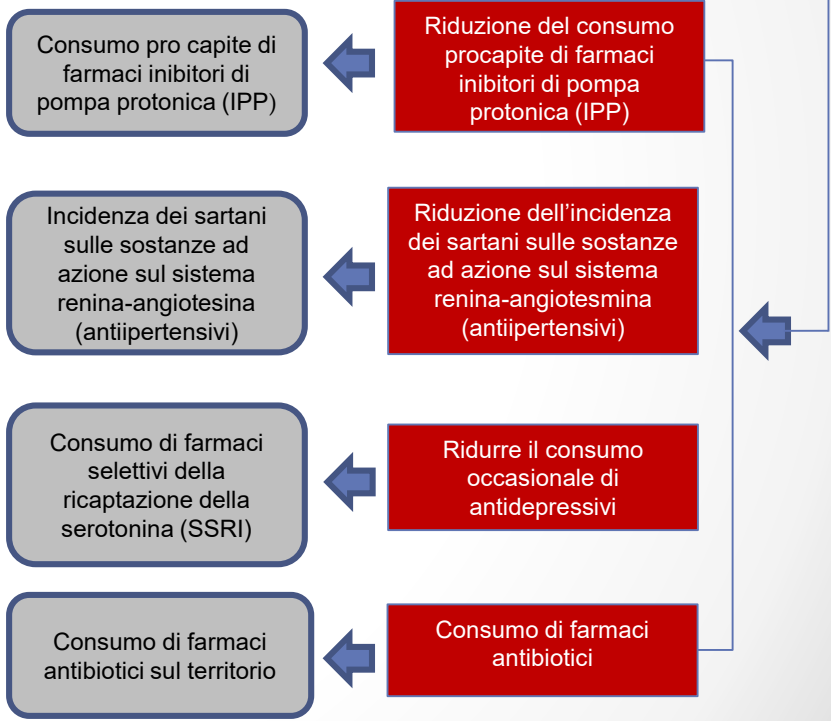 Consumo pro capite di
farmaci inibitori di
pompa protonica (IPP)
Riduzione del consumo
procapite di farmaci
inibitori di pompa
protonica (IPP)
Incidenza dei sartani
sulle sostanze ad
azione sul sistema
renina-angiotesina
(antiipertensivi)
Riduzione dell’incidenza
dei sartani sulle sostanze
ad azione sul sistema
renina-angiotesmina
(antiipertensivi)
Consumo di farmaci
selettivi della
ricaptazione della
serotonina (SSRI)
Ridurre il consumo
occasionale di
antidepressivi
Consumo di farmaci
antibiotici sul territorio
Consumo di farmaci
antibiotici